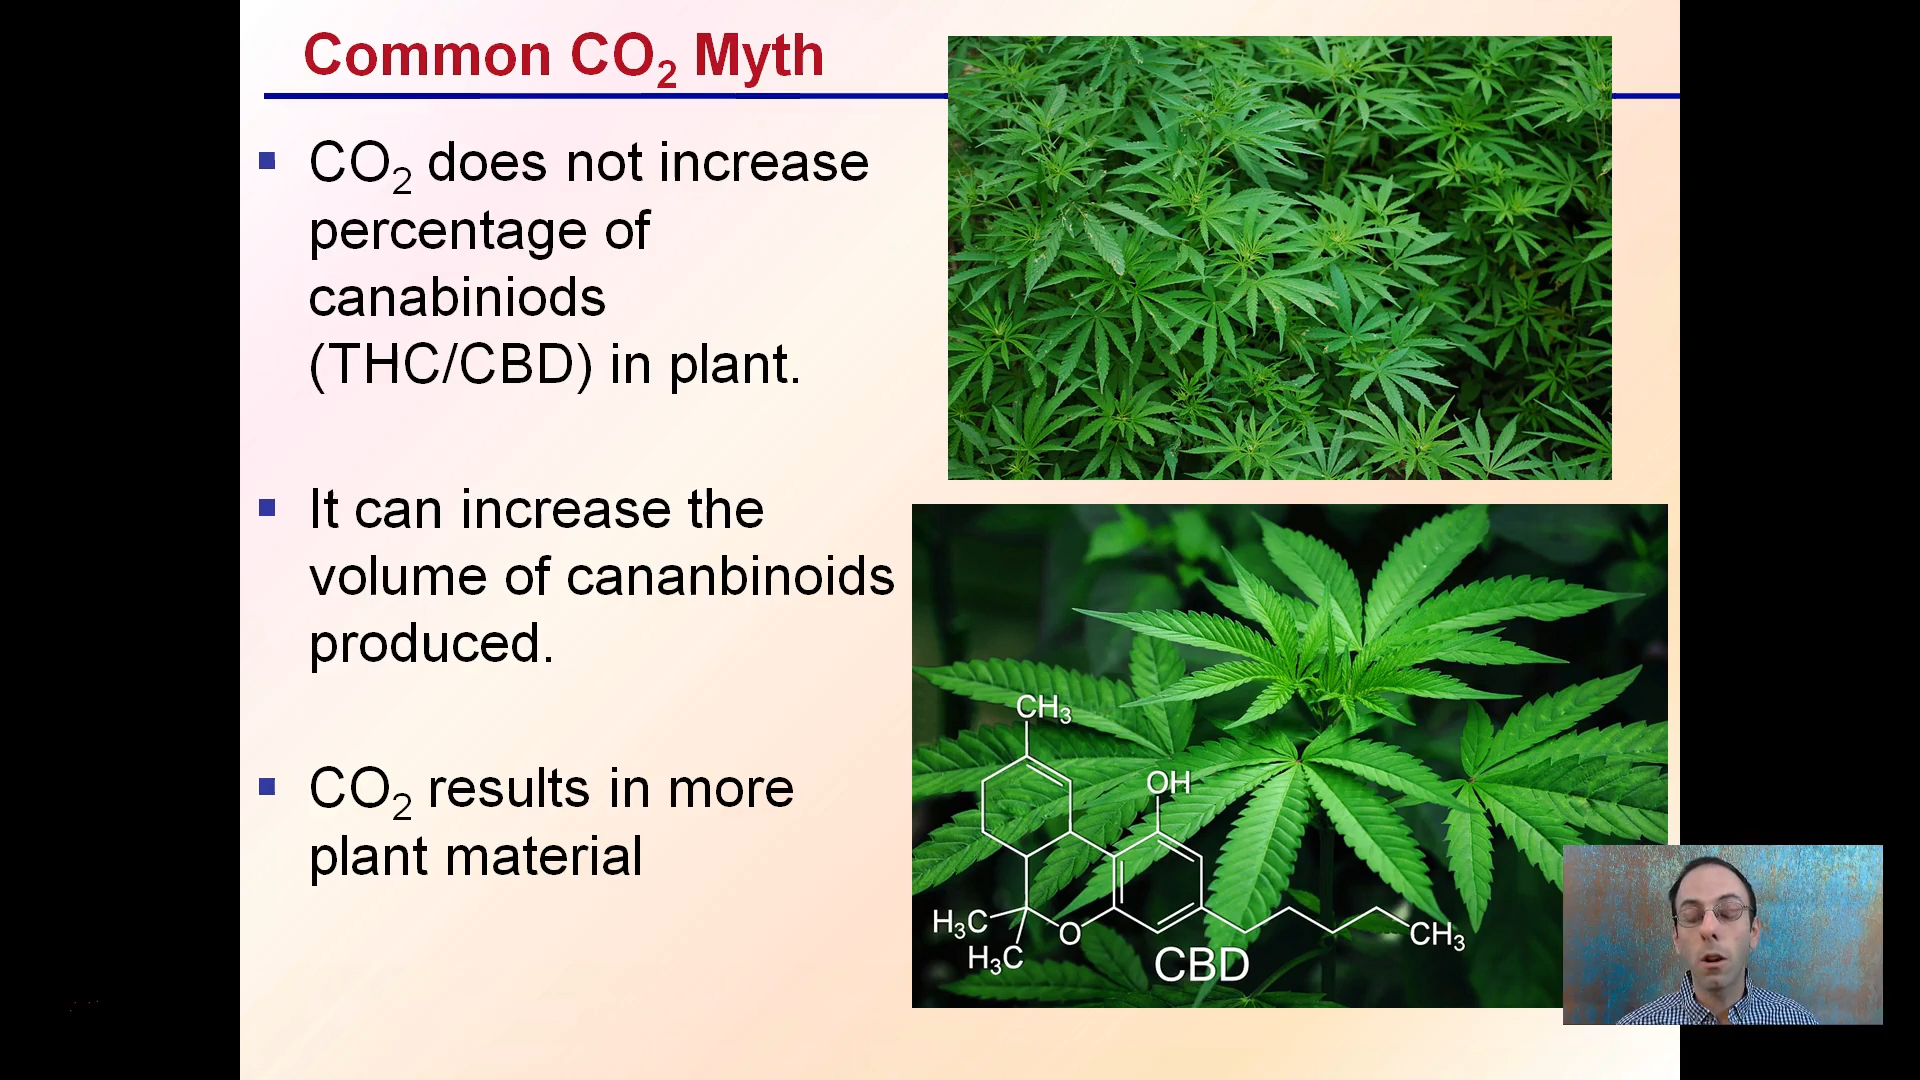 Common CO₂ Myth
CO₂ does not increase
percentage of
canabiniods
(THC/CBD) in plant.
It can increase the
volume of cananbinoids
produced.
CO₂ results in more
plant material
CH₃
OH
H₃C
H₃C
O
CH₃
CBD